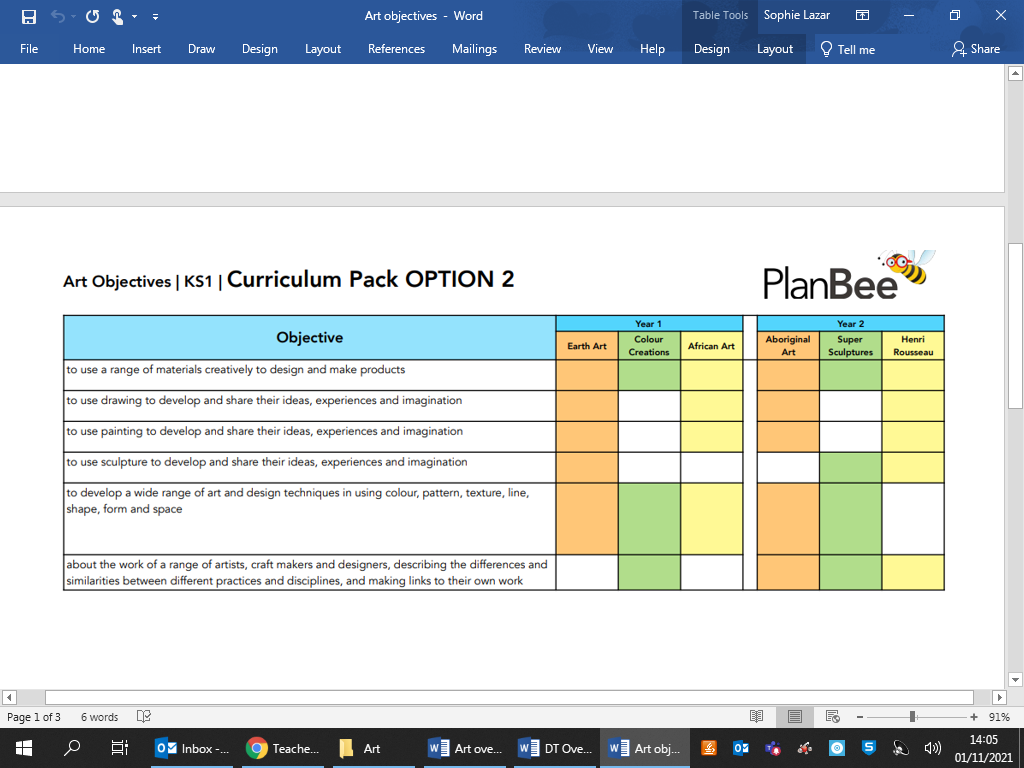 Art objectives - Word
Table Tools
Sophie Lazar
File
Home
Insert
Draw
Design
Layout
References
Mailings
Review
View
Help
Design
Layout
Tell me
Share
Art Objectives | KS1 | Curriculum Pack OPTION 2
PlanBee
Objective
Year 1
Year 2
Earth Art
Colour
Creations
African Art
Aboriginal
Art
Super
Sculptures
Henri
Rousseau
to use a range of materials creatively to design and make products
to use drawing to develop and share their ideas, experiences and imagination
to use painting to develop and share their ideas, experiences and imagination
to use sculpture to develop and share their ideas, experiences and imagination
to develop a wide range of art and design techniques in using colour, pattern, texture, line,
shape, form and space
about the work of a range of artists, craft makers and designers, describing the differences and
similarities between different practices and disciplines, and making links to their own work
Page 1 of 3
6 words
91%
Inbox -...
Teache...
Art
Art ove...
DT Ove...
Art obj...
14:05
01/11/2021